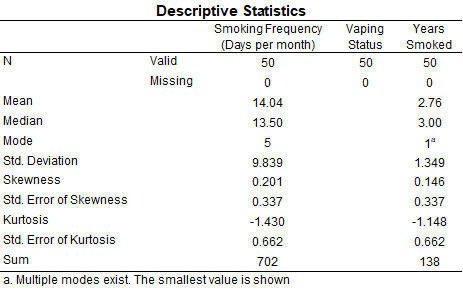 Descriptive Statistics
Smoking Frequency (Days per month) Vaping Status Years Smoked
N Valid 50 50 50
Missing 0 0 0
Mean 14.04 2.76
Median 13.50 3.00
Mode 5 1a
Std. Deviation 9.839 1.349
Skewness 0.201 0.146
Std. Error of Skewness 0.337 0.337
Kurtosis -1.430 -1.148
Std. Error of Kurtosis 0.662 0.662
Sum 702 138
a. Multiple modes exist. The smallest value is shown